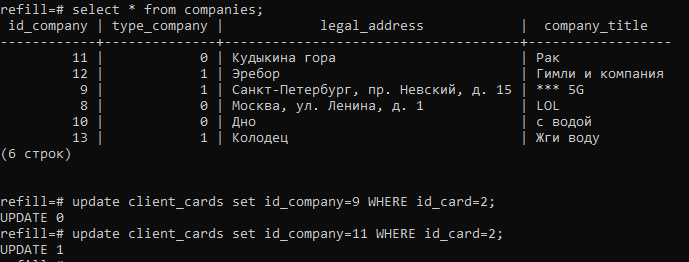 refill=# select * from companies;
id_company | type_company | legal_address | company_title
------------+--------------+-------------------------------------+-----------------
11 | 0 | Кудыкина гора | Рак
12 | 1 | Эребор | Гимли и компания
9 | 1 | Санкт-Петербург, пр. Невский, д. 15 | *** 5G
8 | 0 | Москва, ул. Ленина, д. 1 | LOL
10 | 0 | Дно | с водой
13 | 1 | Колодец | Жги воду
(6 строк)
refill=# update client_cards set id_company=9 WHERE id_card=2;
UPDATE 0
refill=# update client_cards set id_company=11 WHERE id_card=2;
UPDATE 1
refill=#